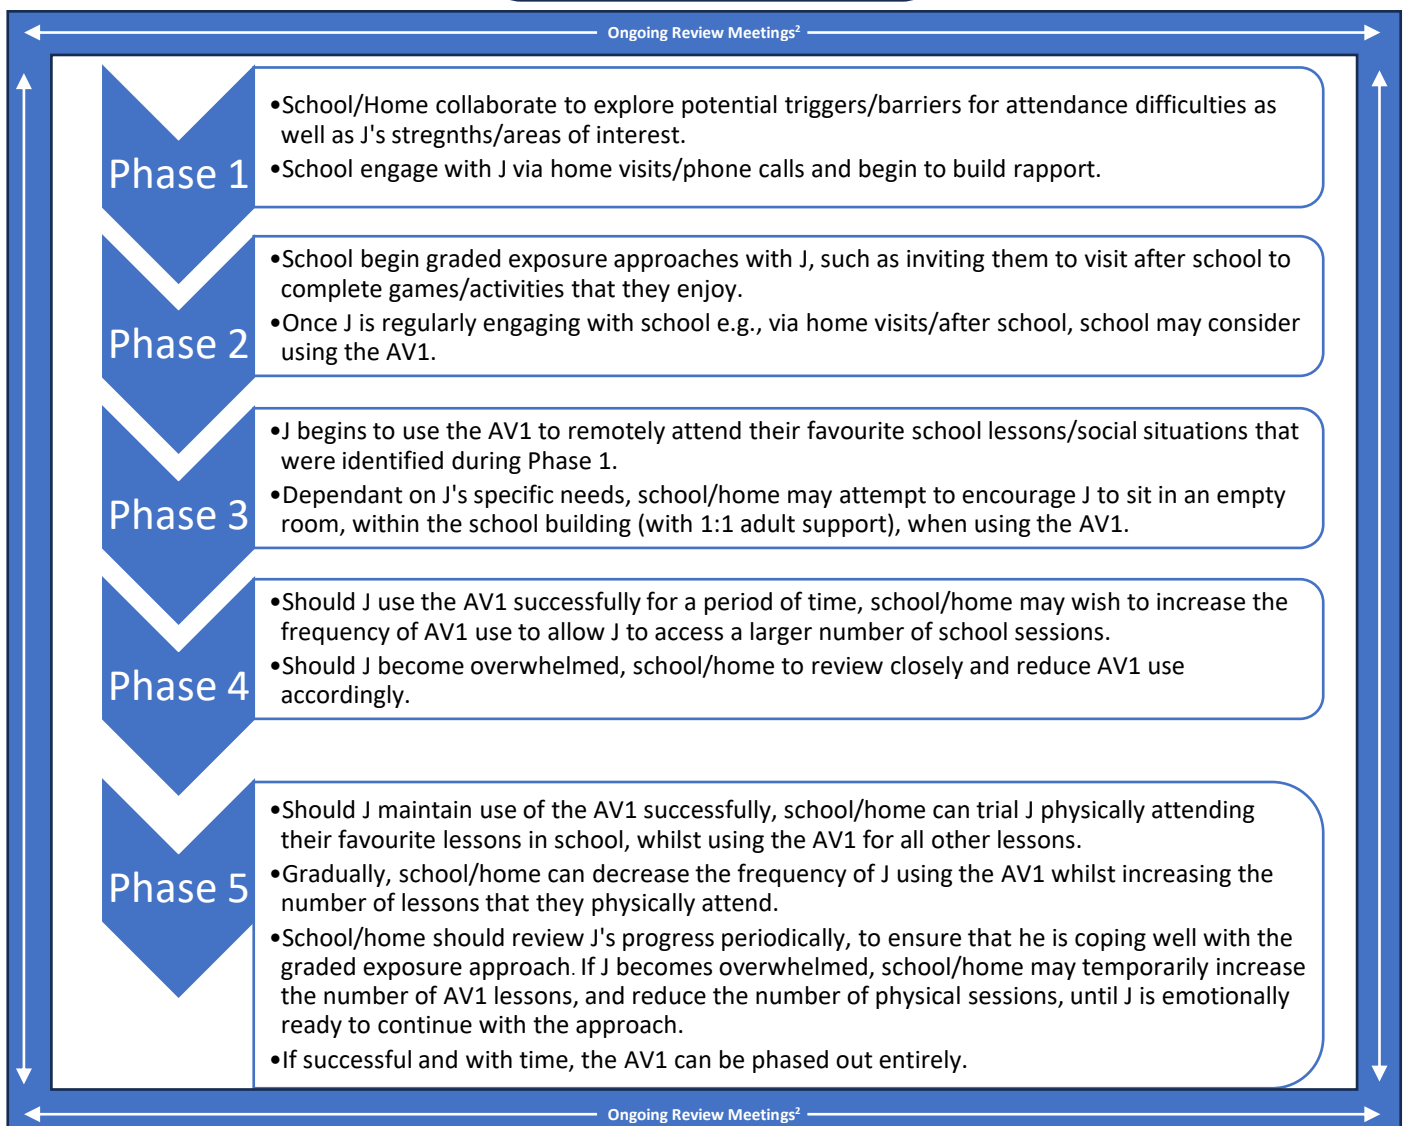 Ongoing Review Meetings²
Phase 1
•School/Home collaborate to explore potential triggers/barriers for attendance difficulties as
well as J's stregnths/areas of interest.
•School engage with J via home visits/phone calls and begin to build rapport.
Phase 2
•School begin graded exposure approaches with J, such as inviting them to visit after school to
complete games/activities that they enjoy.
•Once J is regularly engaging with school e.g., via home visits/after school, school may consider
using the AV1.
Phase 3
•J begins to use the AV1 to remotely attend their favourite school lessons/social situations that
were identified during Phase 1.
•Dependant on J's specific needs, school/home may attempt to encourage J to sit in an empty
room, within the school building (with 1:1 adult support), when using the AV1.
Phase 4
•Should J use the AV1 successfully for a period of time, school/home may wish to increase the
frequency of AV1 use to allow J to access a larger number of school sessions.
•Should J become overwhelmed, school/home to review closely and reduce AV1 use
accordingly.
Phase 5
•Should J maintain use of the AV1 successfully, school/home can trial J physically attending
their favourite lessons in school, whilst using the AV1 for all other lessons.
•Gradually, school/home can decrease the frequency of J using the AV1 whilst increasing the
number of lessons that they physically attend.
•School/home should review J's progress periodically, to ensure that he is coping well with the
graded exposure approach. If J becomes overwhelmed, school/home may temporarily increase
the number of AV1 lessons, and reduce the number of physical sessions, until J is emotionally
ready to continue with the approach.
•If successful and with time, the AV1 can be phased out entirely.
Ongoing Review Meetings²